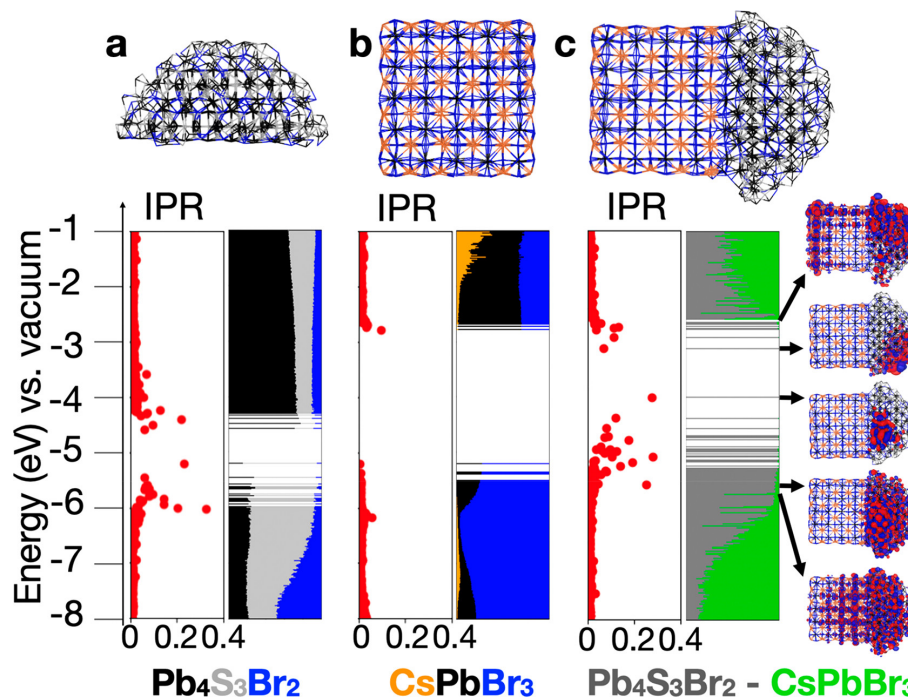 a b c
IPR IPR IPR
Energy (eV) vs. vacuum
-1
-2
-3
-4
-5
-6
-7
-8
0 0.2 0.4 0 0.2 0.4 0 0.2 0.4
Pb₄S₃Br₂ CsPbBr₃ Pb₄S₃Br₂ - CsPbBr₃